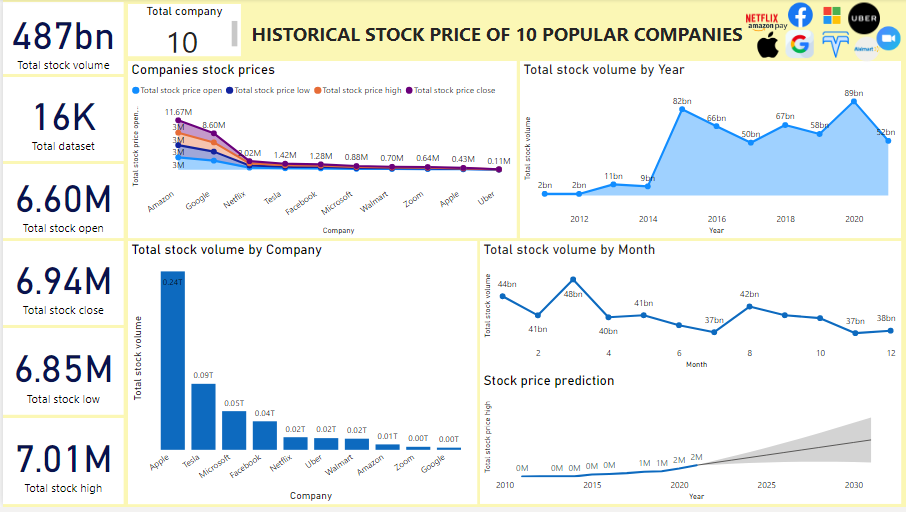 487bn
Total stock volume
Total company
10
HISTORICAL STOCK PRICE OF 10 POPULAR COMPANIES
NETFLIX
amazon pay
UBER
Walmart
16K
Total dataset
6.60M
Total stock open
6.94M
Total stock close
6.85M
Total stock low
7.01M
Total stock high
Companies stock prices
Total stock price open Total stock price low Total stock price high Total stock price close
Total stock price open...
11.67M
8.60M
3M
3M
3M
3M
2.02M
1.42M
1.28M
0.88M
0.70M
0.64M
0.43M
0.11M
Amazon
Google
Netflix
Tesla
Facebook
Microsoft
Walmart
Zoom
Apple
Uber
Company
Total stock volume by Year
Total stock volume
2bn
2bn
11bn
9bn
82bn
66bn
50bn
67bn
58bn
89bn
52bn
2012
2014
2016
2018
2020
Year
Total stock volume by Company
Total stock volume
0.24T
0.09T
0.05T
0.04T
0.02T
0.02T
0.02T
0.01T
0.00T
0.00T
Apple
Tesla
Microsoft
Facebook
Netflix
Uber
Walmart
Amazon
Zoom
Google
Company
Total stock volume by Month
Total stock volume
44bn
41bn
48bn
40bn
41bn
37bn
42bn
37bn
38bn
2
4
6
8
10
12
Month
Stock price prediction
Total stock price high
0M
0M
0M
0M
0M
1M
1M
2M
2M
2010
2015
2020
2025
2030
Year